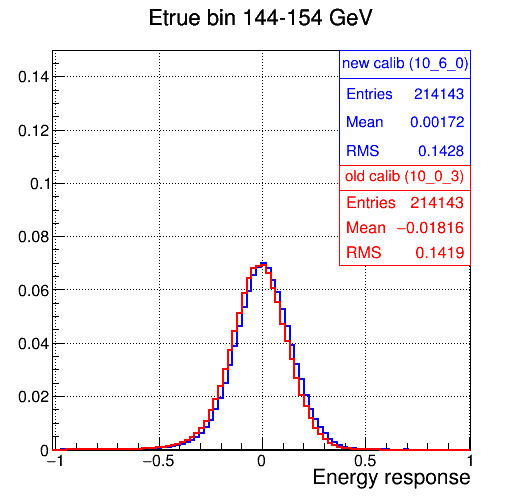 Etrue bin 144-154 GeV
new calib (10_6_0)
Entries 214143
Mean 0.00172
RMS 0.1428
old calib (10_0_3)
Entries 214143
Mean −0.01816
RMS 0.1419
0.14
0.12
0.1
0.08
0.06
0.04
0.02
0
−1 −0.5 0 0.5 1
Energy response